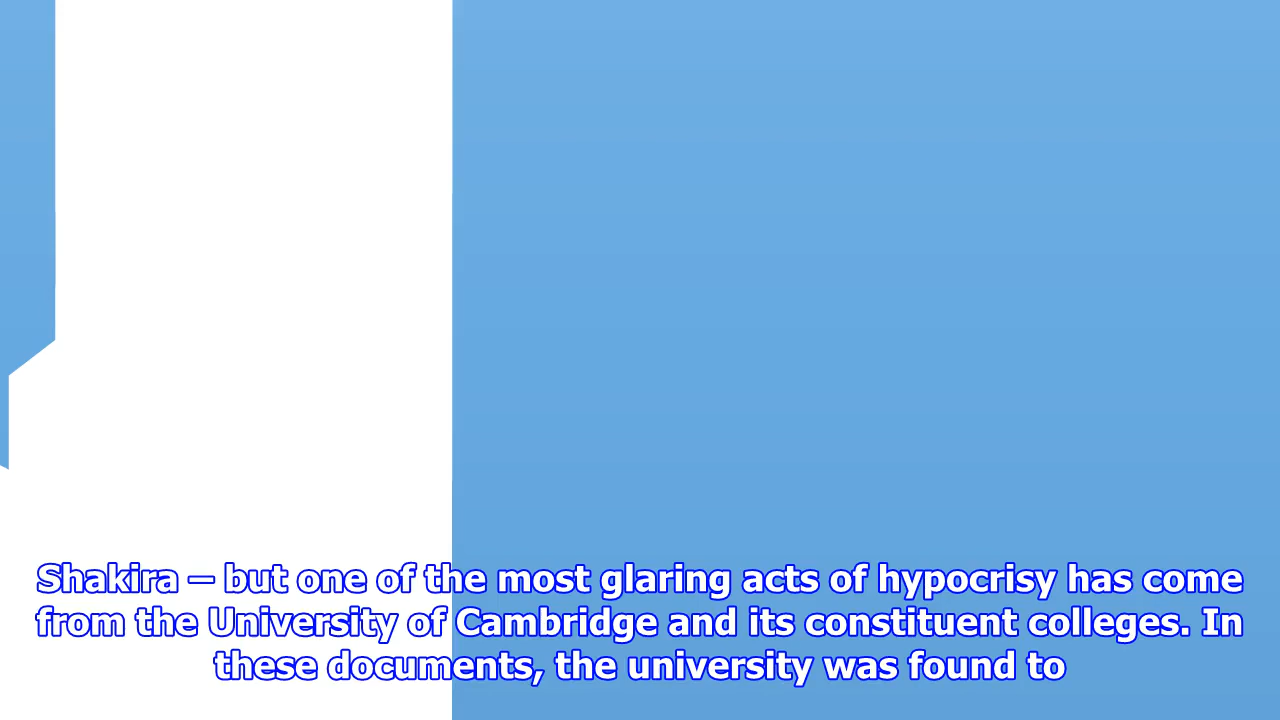 Shakira – but one of the most glaring acts of hypocrisy has come
from the University of Cambridge and its constituent colleges. In
these documents, the university was found to